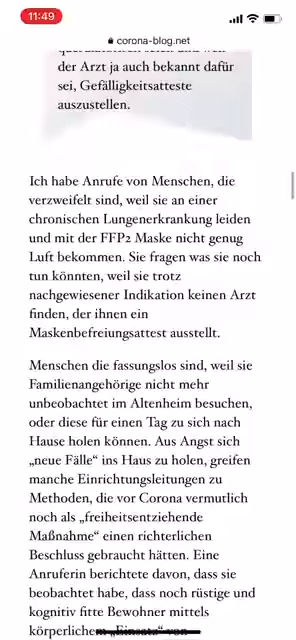 11:49
corona-blog.net
der Arzt ja auch bekannt dafür
sei, Gefälligkeitsatteste
auszustellen.
Ich habe Anrufe von Menschen, die
verzweifelt sind, weil sie an einer
chronischen Lungenerkrankung leiden
und mit der FFP2 Maske nicht genug
Luft bekommen. Sie fragen was sie noch
tun könnten, weil sie trotz
nachgewiesener Indikation keinen Arzt
finden, der ihnen ein
Maskenbefreiungsattest ausstellt.
Menschen die fassungslos sind, weil sie
Familienangehörige nicht mehr
unbeobachtet im Altenheim besuchen,
oder diese für einen Tag zu sich nach
Hause holen können. Aus Angst sich
„neue Fälle“ ins Haus zu holen, greifen
manche Einrichtungsleitungen zu
Methoden, die vor Corona vermutlich
noch als „freiheitsentziehende
Maßnahme“ einen richterlichen
Beschluss gebraucht hätten. Eine
Anruferin berichtete davon, dass sie
beobachtet habe, dass noch rüstige und
kognitiv fitte Bewohner mittels
körperlichem „Einsatz“ von